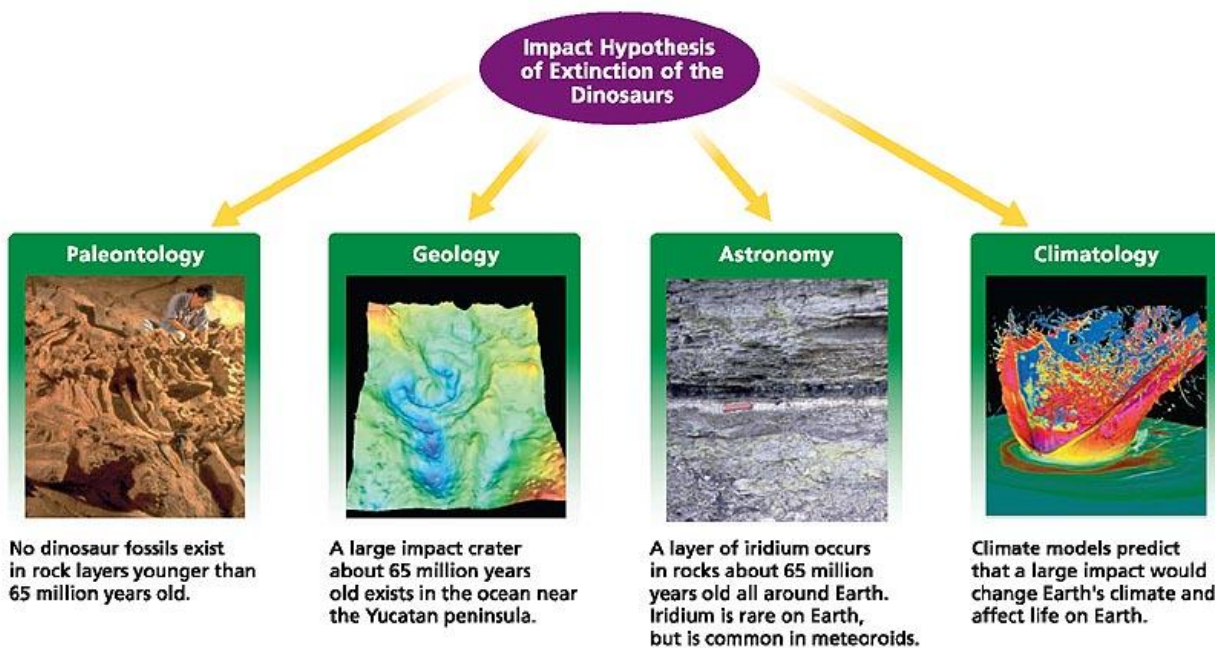 Impact Hypothesis
of Extinction of the
Dinosaurs
Paleontology
No dinosaur fossils exist
in rock layers younger than
65 million years old.
Geology
A large impact crater
about 65 million years
old exists in the ocean near
the Yucatan peninsula.
Astronomy
A layer of iridium occurs
in rocks about 65 million
years old all around Earth.
Iridium is rare on Earth,
but is common in meteoroids.
Climatology
Climate models predict
that a large impact would
change Earth's climate and
affect life on Earth.